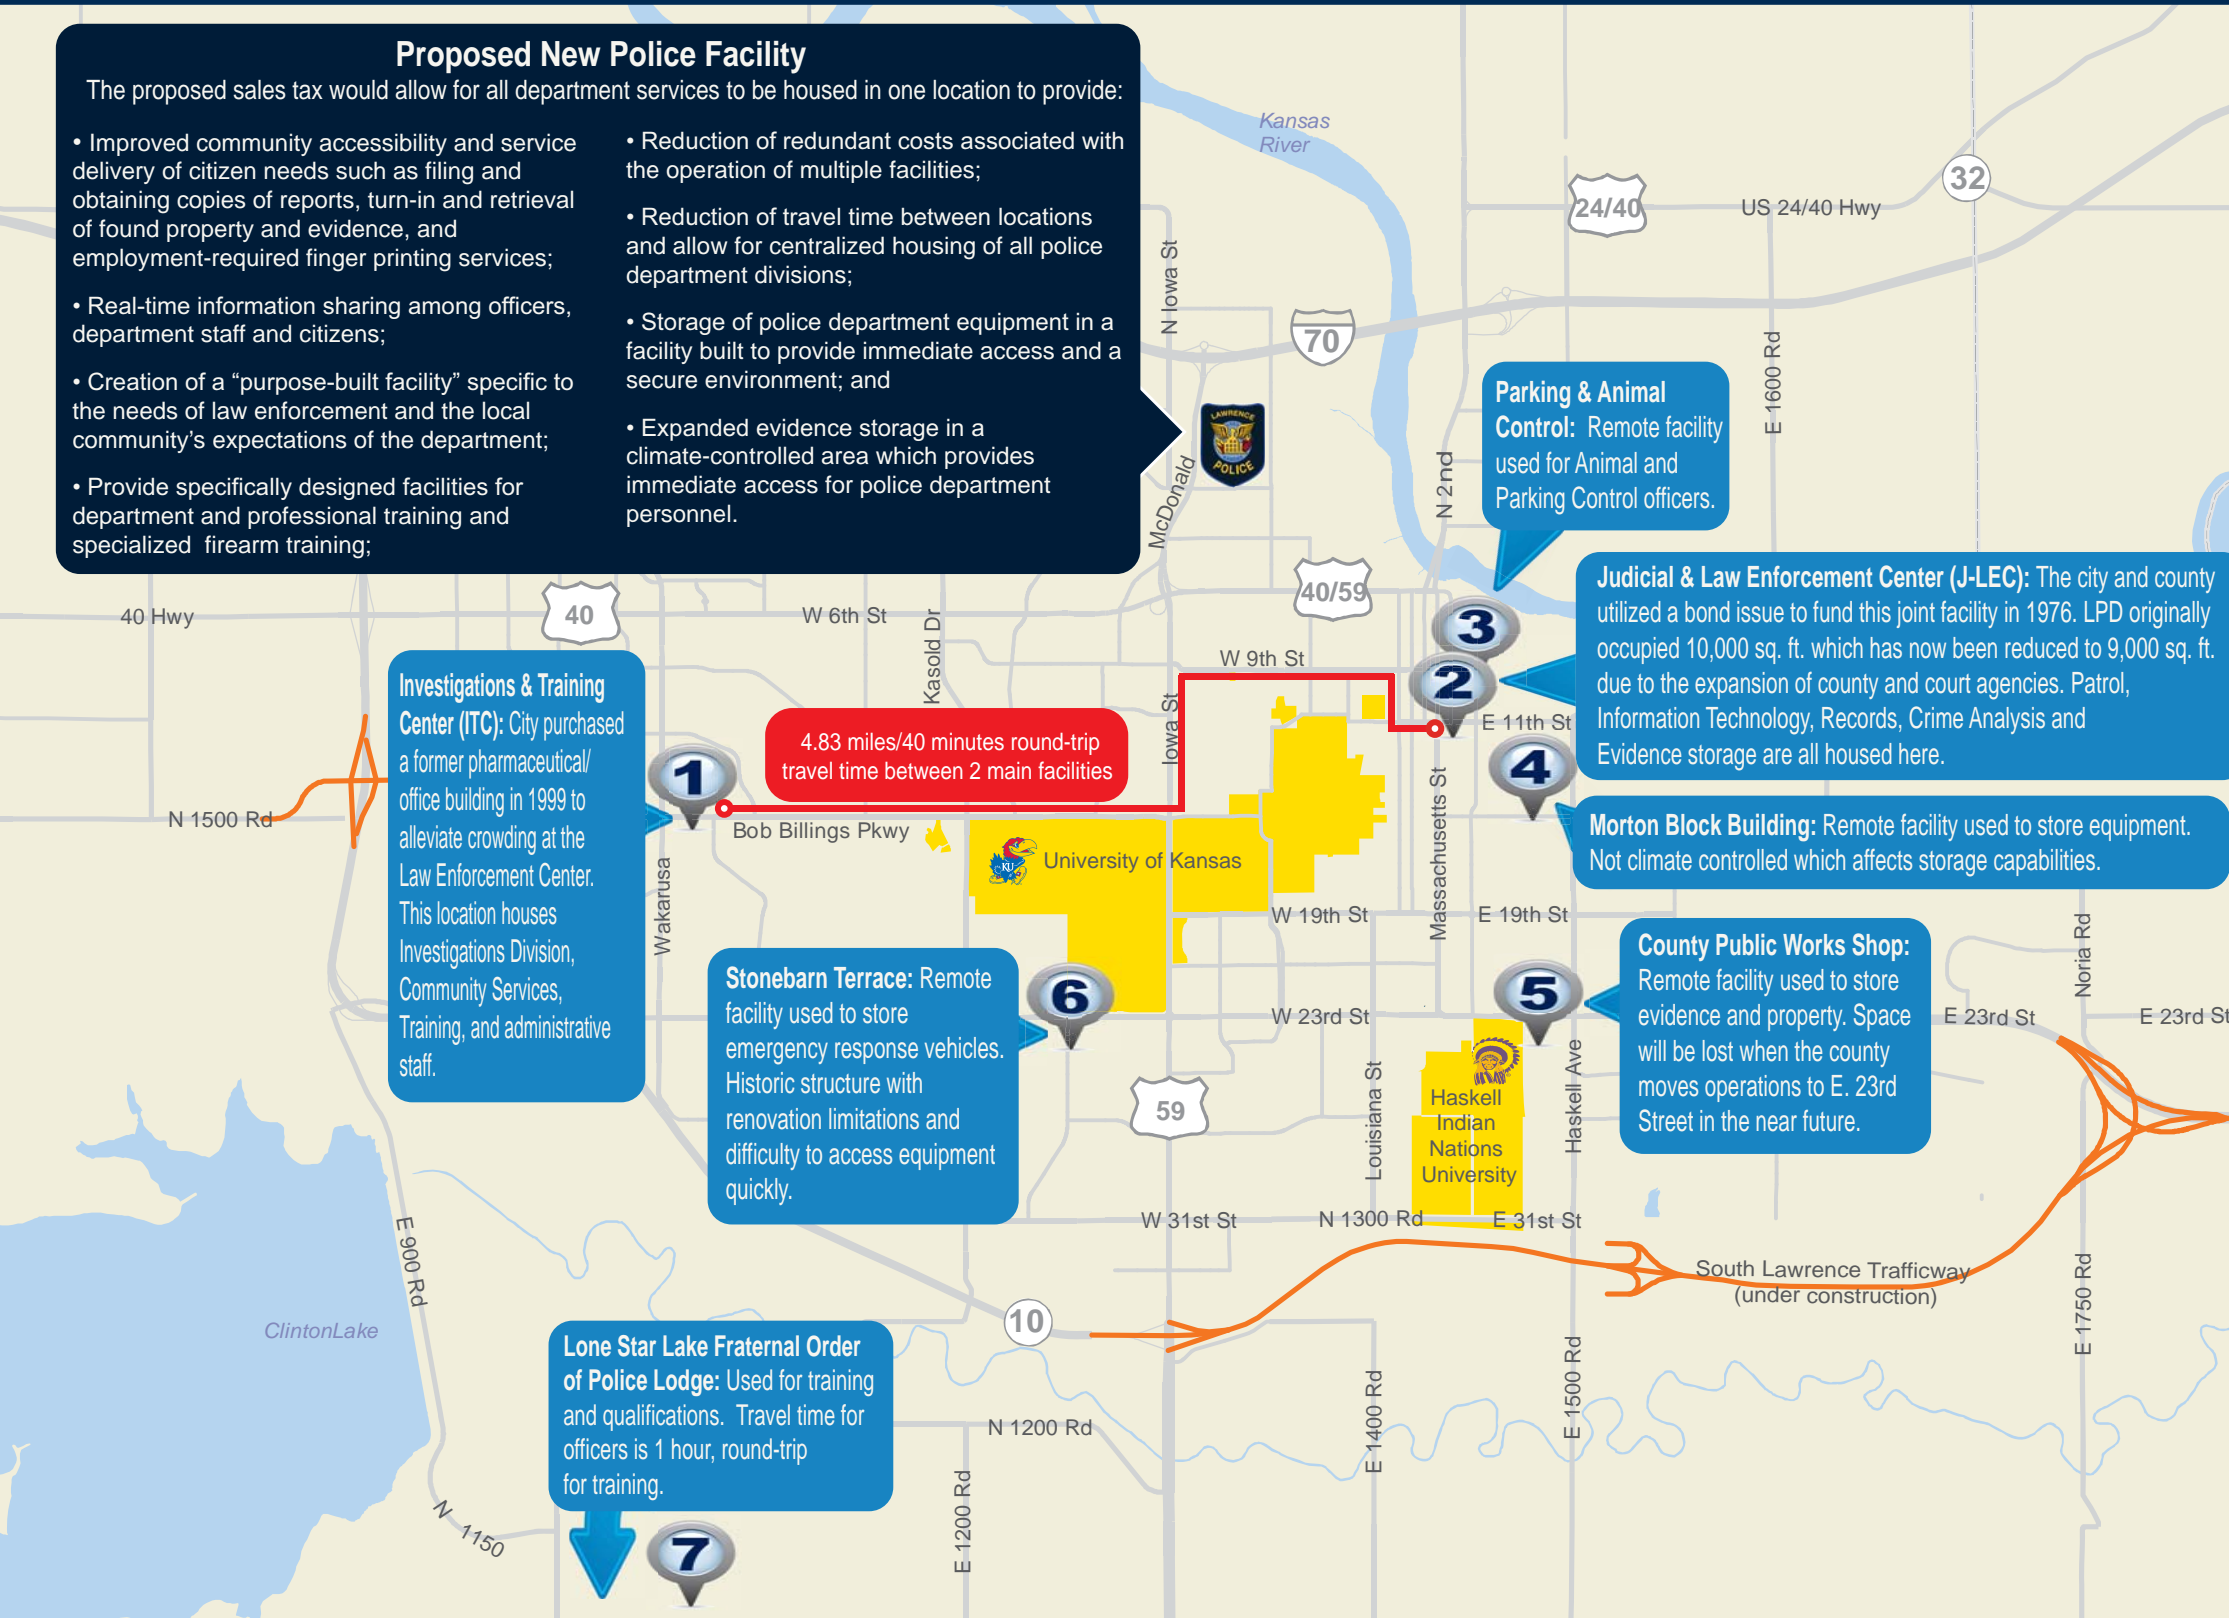 Proposed New Police Facility
The proposed sales tax would allow for all department services to be housed in one location to provide:
• Improved community accessibility and service
delivery of citizen needs such as filing and
obtaining copies of reports, turn-in and retrieval
of found property and evidence, and
employment-required finger printing services;
• Real-time information sharing among officers,
department staff and citizens;
• Creation of a “purpose-built facility” specific to
the needs of law enforcement and the local
community’s expectations of the department;
• Provide specifically designed facilities for
department and professional training and
specialized firearm training;
• Reduction of redundant costs associated with
the operation of multiple facilities;
• Reduction of travel time between locations
and allow for centralized housing of all police
department divisions;
• Storage of police department equipment in a
facility built to provide immediate access and a
secure environment; and
• Expanded evidence storage in a
climate-controlled area which provides
immediate access for police department
personnel.
Kansas
River
24/40
US 24/40 Hwy
32
N Iowa St
70
E 1600 Rd
LAWRENCE
POLICE
McDonald
N 2nd
Parking & Animal
Control: Remote facility
used for Animal and
Parking Control officers.
40 Hwy
40
W 6th St
Kasold Dr
40/59
W 9th St
3
2
Judicial & Law Enforcement Center (J-LEC): The city and county
utilized a bond issue to fund this joint facility in 1976. LPD originally
occupied 10,000 sq. ft. which has now been reduced to 9,000 sq. ft.
due to the expansion of county and court agencies. Patrol,
Information Technology, Records, Crime Analysis and
Evidence storage are all housed here.
Investigations & Training
Center (ITC): City purchased
a former pharmaceutical/
office building in 1999 to
alleviate crowding at the
Law Enforcement Center.
This location houses
Investigations Division,
Community Services,
Training, and administrative
staff.
1
4.83 miles/40 minutes round-trip
travel time between 2 main facilities
Iowa St
E 11th St
4
N 1500 Rd
Bob Billings Pkwy
Wakarusa
KU
University of Kansas
Massachusetts St
Morton Block Building: Remote facility used to store equipment.
Not climate controlled which affects storage capabilities.
W 19th St
E 19th St
Stonebarn Terrace: Remote
facility used to store
emergency response vehicles.
Historic structure with
renovation limitations and
difficulty to access equipment
quickly.
6
W 23rd St
5
County Public Works Shop:
Remote facility used to store
evidence and property. Space
will be lost when the county
moves operations to E. 23rd
Street in the near future.
Noria Rd
E 23rd St
E 23rd St
59
Louisiana St
Haskell
Indian
Nations
University
Haskell Ave
W 31st St
N 1300 Rd
E 31st St
E 900 Rd
South Lawrence Trafficway
(under construction)
E 1750 Rd
ClintonLake
10
Lone Star Lake Fraternal Order
of Police Lodge: Used for training
and qualifications. Travel time for
officers is 1 hour, round-trip
for training.
N 1200 Rd
E 1400 Rd
E 1500 Rd
N 1150
E 1200 Rd
7